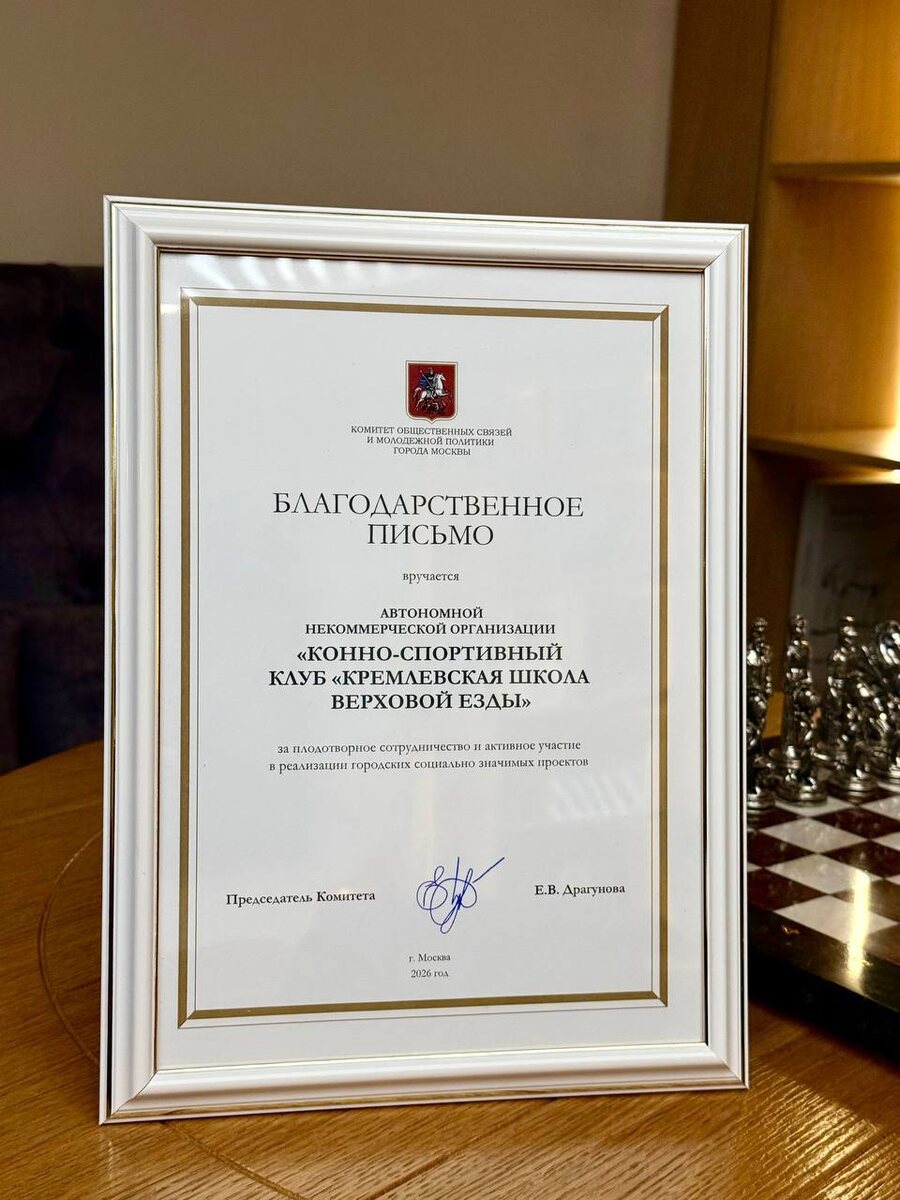 КОМИТЕТ ОБЩЕСТВЕННЫХ СВЯЗЕЙ
И МОЛОДЕЖНОЙ ПОЛИТИКИ
ГОРОДА МОСКВЫ
БЛАГОДАРСТВЕННОЕ
ПИСЬМО
вручается
АВТОНОМНОЙ
НЕКОММЕРЧЕСКОЙ ОРГАНИЗАЦИИ
«КОННО-СПОРТИВНЫЙ
КЛУБ «КРЕМЛЕВСКАЯ ШКОЛА
ВЕРХОВОЙ ЕЗДЫ»
за плодотворное сотрудничество и активное участие
в реализации городских социально значимых проектов
Председатель Комитета
Е.В. Драгунова
г. Москва
2026 год